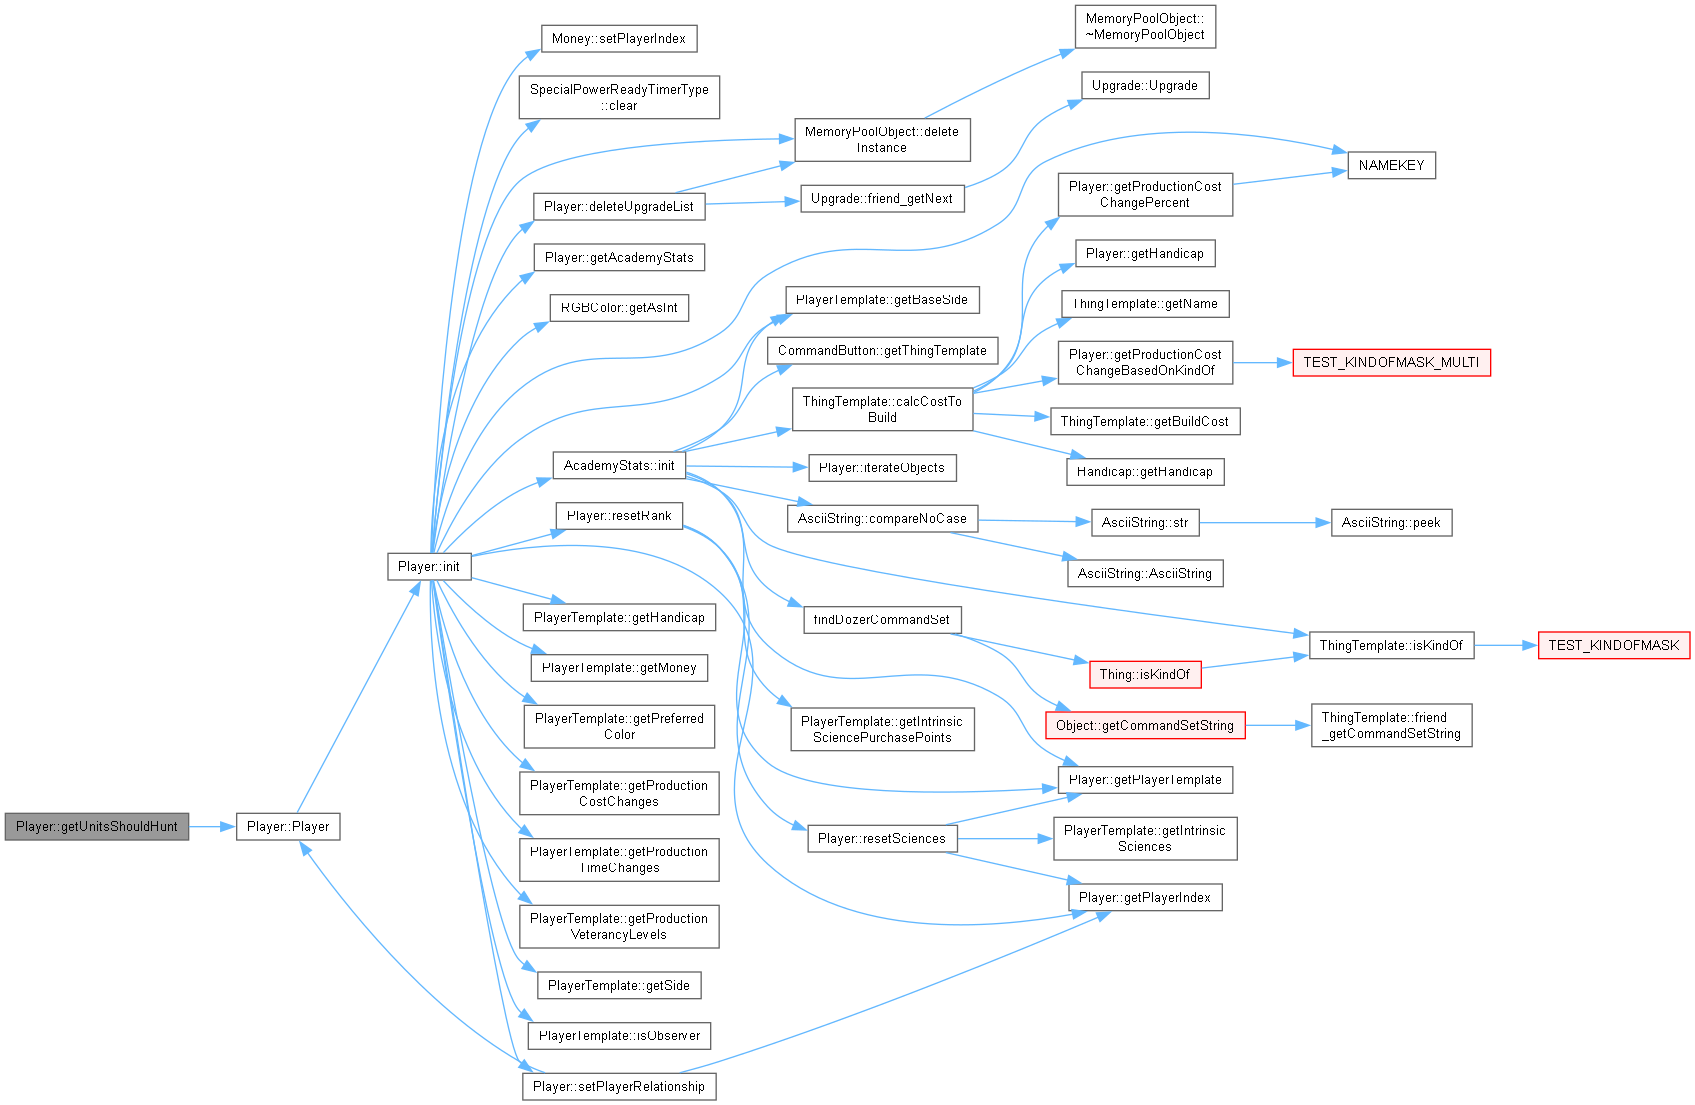 Player::getUnitsShouldHunt
Player::Player
Player::init
Money::setPlayerIndex
SpecialPowerReadyTimerType
::clear
Player::deleteUpgradeList
Player::getAcademyStats
RGBColor::getAsInt
AcademyStats::init
Player::resetRank
PlayerTemplate::getHandicap
PlayerTemplate::getMoney
PlayerTemplate::getPreferred
Color
PlayerTemplate::getProduction
CostChanges
PlayerTemplate::getProduction
TimeChanges
PlayerTemplate::getProduction
VeterancyLevels
PlayerTemplate::getSide
PlayerTemplate::isObserver
Player::setPlayerRelationship
MemoryPoolObject::delete
Instance
Upgrade::friend_getNext
PlayerTemplate::getBaseSide
CommandButton::getThingTemplate
ThingTemplate::calcCostTo
Build
Player::iterateObjects
AsciiString::compareNoCase
findDozerCommandSet
PlayerTemplate::getIntrinsic
SciencePurchasePoints
Player::resetSciences
MemoryPoolObject::
~MemoryPoolObject
Upgrade::Upgrade
Player::getProductionCost
ChangePercent
Player::getHandicap
ThingTemplate::getName
Player::getProductionCost
ChangeBasedOnKindOf
ThingTemplate::getBuildCost
Handicap::getHandicap
AsciiString::str
AsciiString::AsciiString
Thing::isKindOf
Object::getCommandSetString
Player::getPlayerTemplate
PlayerTemplate::getIntrinsic
Sciences
Player::getPlayerIndex
NAMEKEY
TEST_KINDOFMASK_MULTI
AsciiString::peek
ThingTemplate::isKindOf
ThingTemplate::friend
_getCommandSetString
TEST_KINDOFMASK